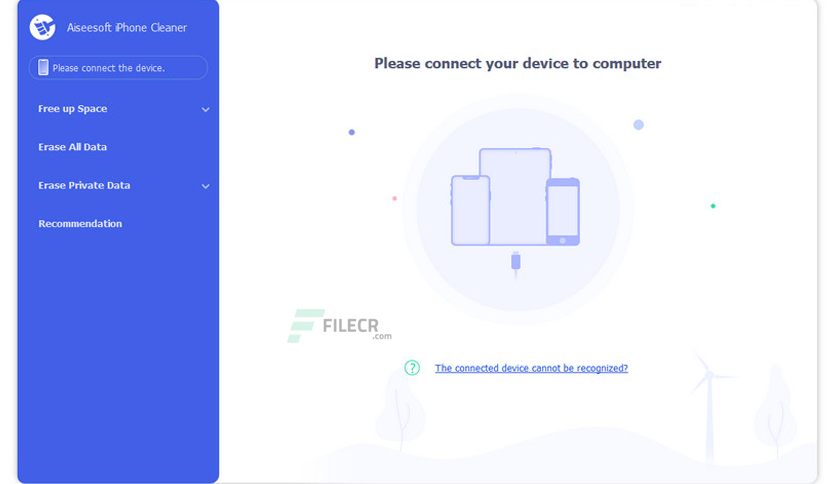 Aiseesoft iPhone Cleaner
Please connect the device.
Free up Space
Erase All Data
Erase Private Data
Recommendation
Please connect your device to computer
FILECR
.com
? The connected device cannot be recognized?